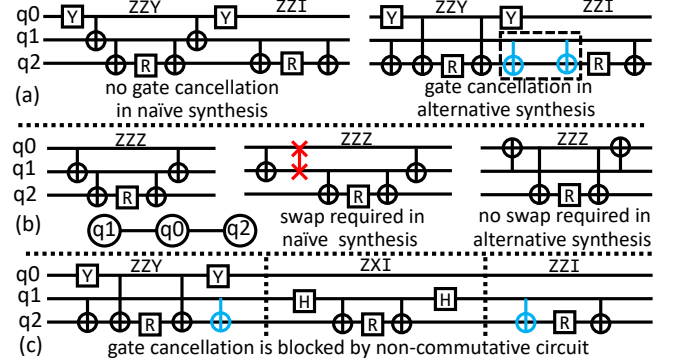 ZZY ZZI ZZY ZZI
q0 Y Y Y Y
q1
q2 R R R R
(a) no gate cancellation gate cancellation in
in naïve synthesis alternative synthesis
ZZZ ZZZ ZZZ
q0
q1
q2 R R R
(b) q1 q0 q2 swap required in no swap required in
naïve synthesis alternative synthesis
ZZY ZXI ZZI
q0 Y Y
q1 H H
q2 R R R
(c) gate cancellation is blocked by non-commutative circuit